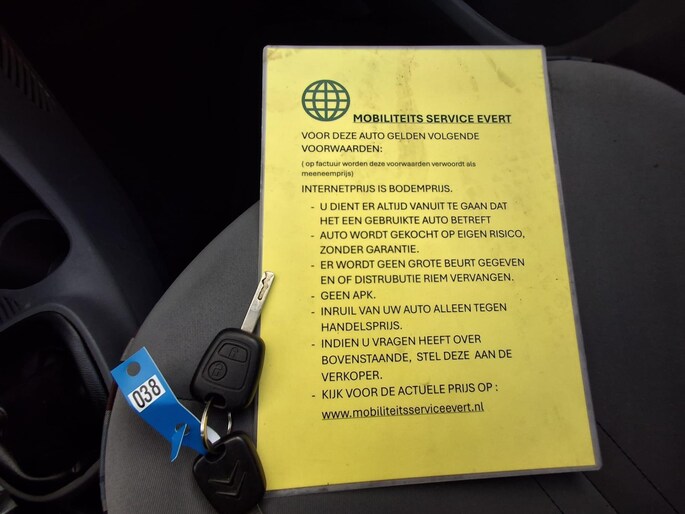 MOBILITEITS SERVICE EVERT
VOOR DEZE AUTO GELDEN VOLGENDE
VOORWAARDEN:
( op factuur worden deze voorwaarden verwoordt als
meeneemprijs)
INTERNETPRIJS IS BODEMPRIJS.
- U DIENT ER ALTIJD VANUIT TE GAAN DAT
HET EEN GEBRUIKTE AUTO BETREFT
- AUTO WORDT GEKOCHT OP EIGEN RISICO,
ZONDER GARANTIE.
- ER WORDT GEEN GROTE BEURT GEGEVEN
EN OF DISTRUBUTIE RIEM VERVANGEN.
- GEEN APK.
- INRUIL VAN UW AUTO ALLEEN TEGEN
HANDELSPRIJS.
- INDIEN U VRAGEN HEEFT OVER
BOVENSTAANDE, STEL DEZE AAN DE
VERKOPER.
- KIJK VOOR DE ACTUELE PRIJS OP :
www.mobiliteitsserviceevert.nl
038